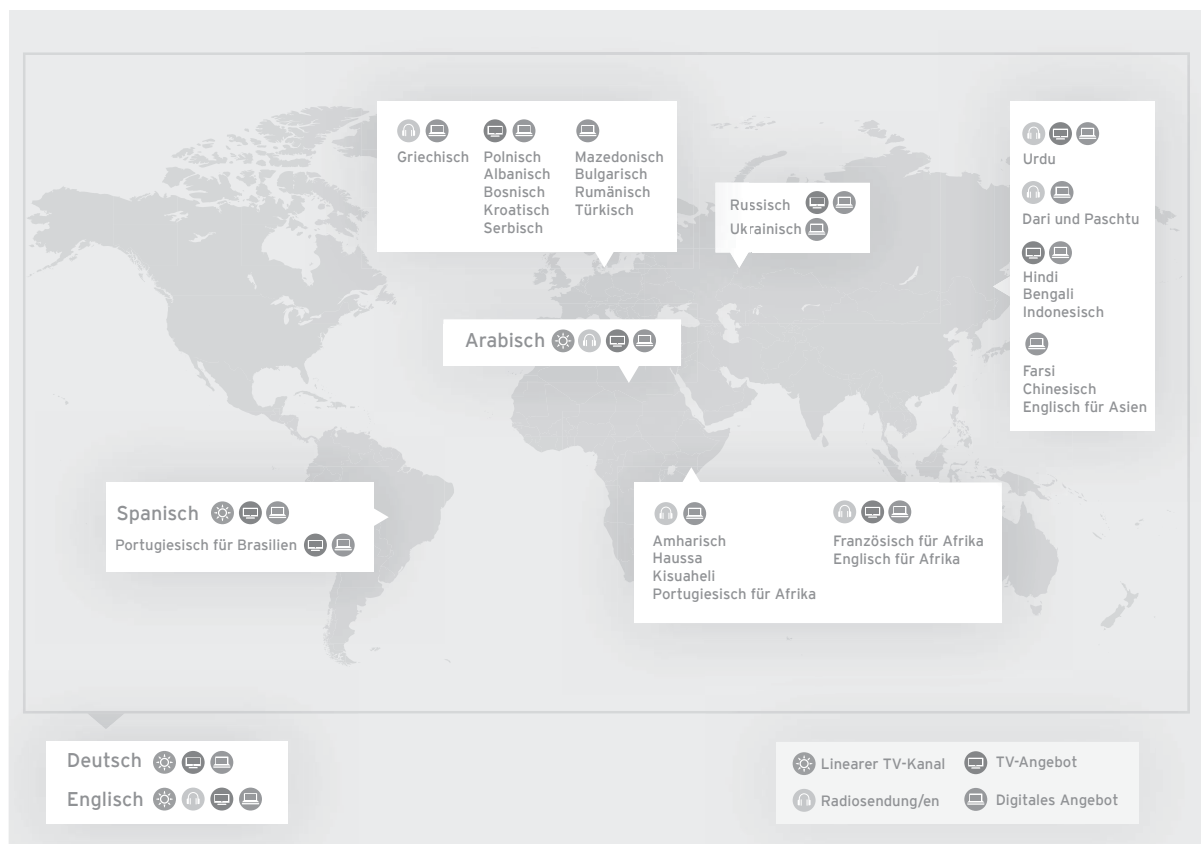 Griechisch
Polnisch
Albanisch
Bosnisch
Kroatisch
Serbisch
Mazedonisch
Bulgarisch
Rumänisch
Türkisch
Russisch
Ukrainisch
Urdu
Dari und Paschtu
Hindi
Bengali
Indonesisch
Farsi
Chinesisch
Englisch für Asien
Arabisch
Spanisch
Portugiesisch für Brasilien
Amharisch
Haussa
Kisuaheli
Portugiesisch für Afrika
Französisch für Afrika
Englisch für Afrika
Deutsch
Englisch
Linearer TV-Kanal
TV-Angebot
Radiosendung/en
Digitales Angebot